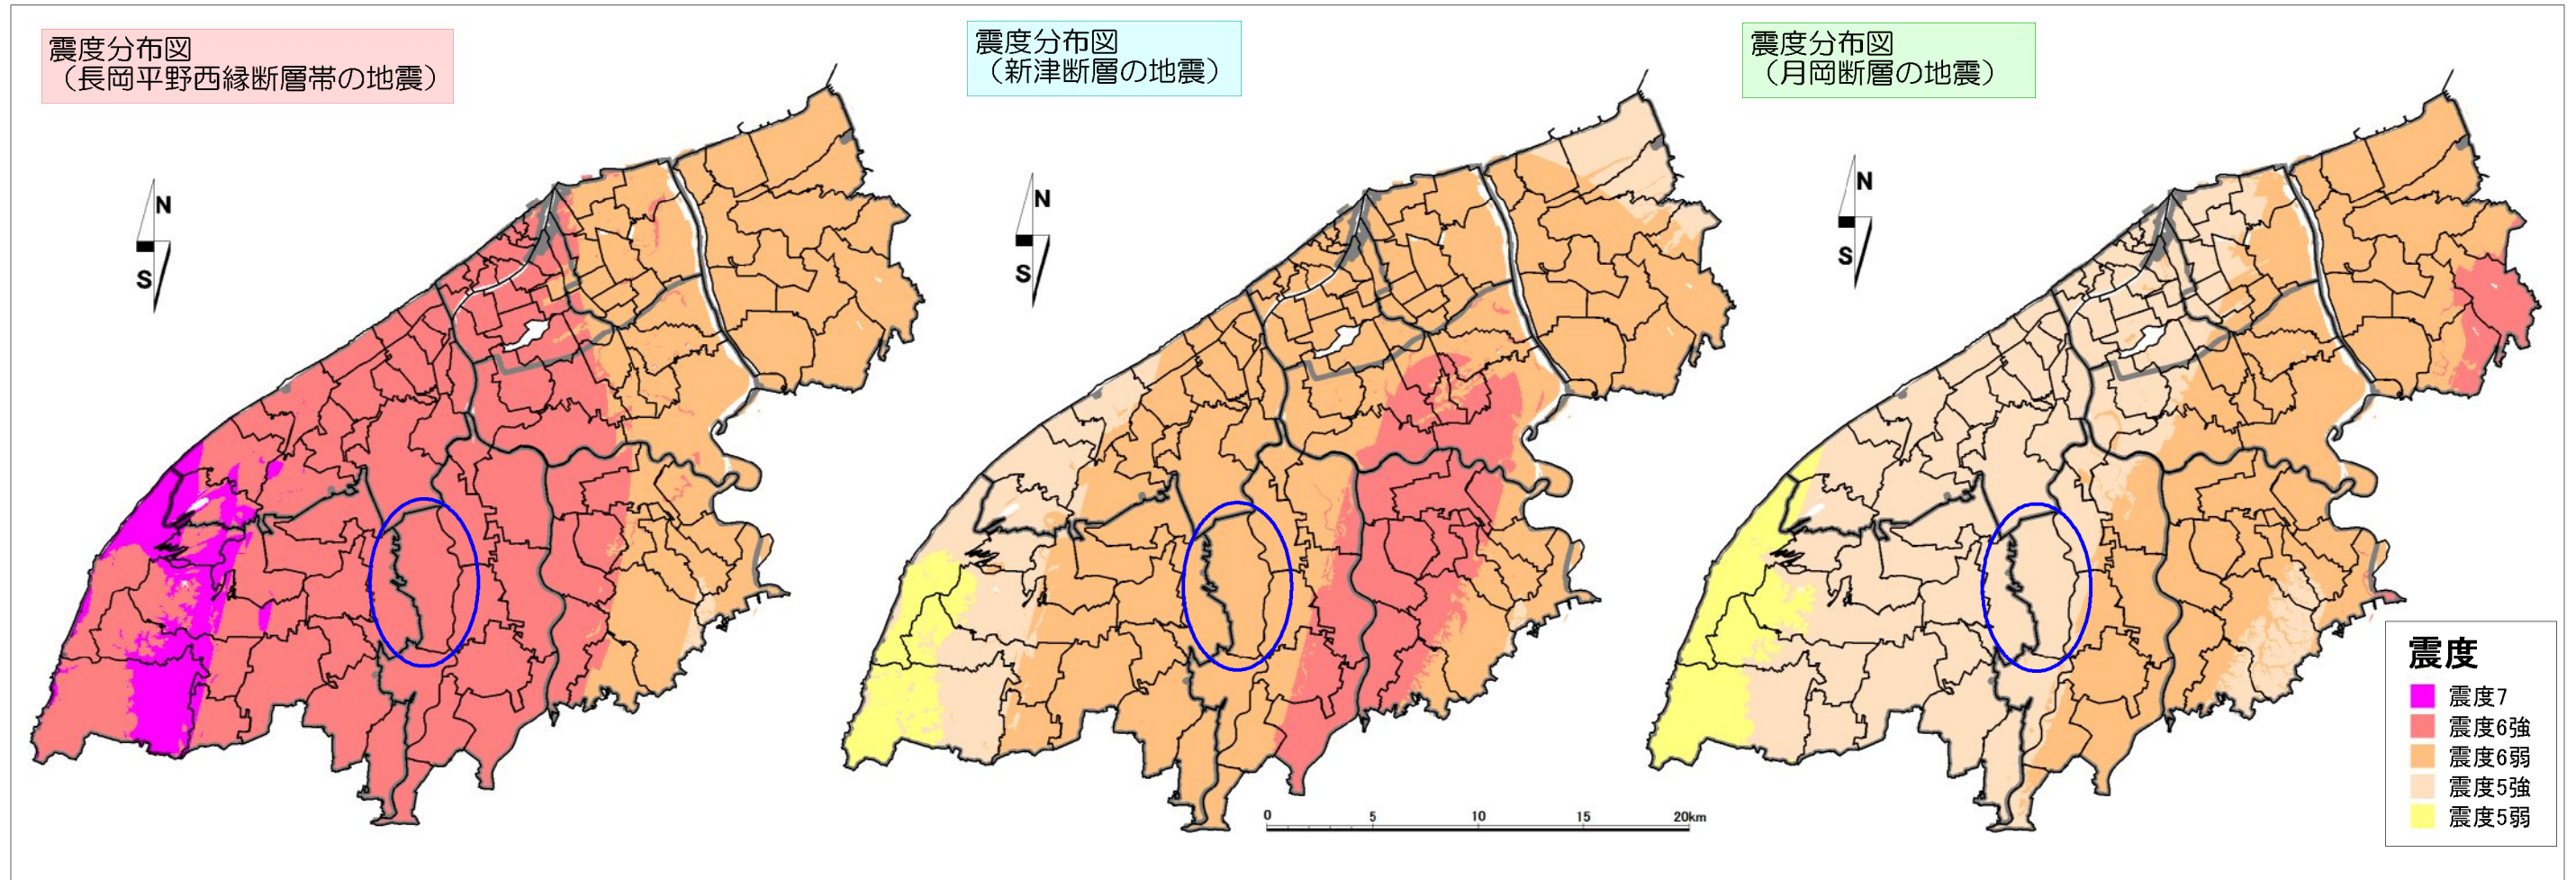 震度分布図
（長岡平野西縁断層帯の地震）
震度分布図
（新津断層の地震）
震度分布図
（月岡断層の地震）
N
S
N
S
N
S
0 5 10 15 20km
震度
震度7
震度6強
震度6弱
震度5強
震度5弱